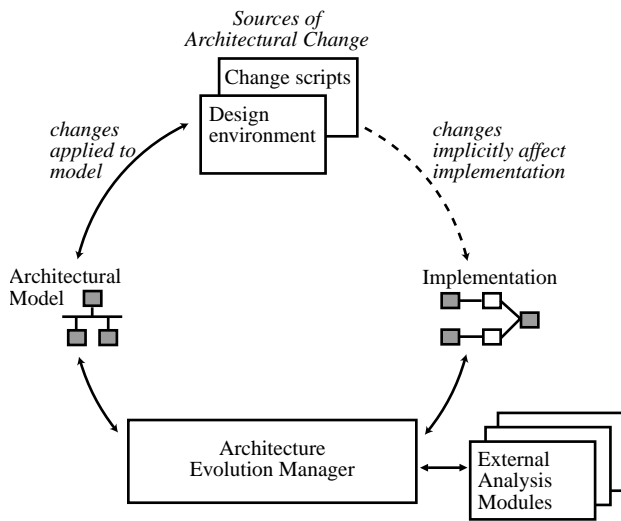 Sources of
Architectural Change
Change scripts
Design
environment
changes
applied to
model
changes
implicitly affect
implementation
Architectural
Model
Implementation
Architecture
Evolution Manager
External
Analysis
Modules